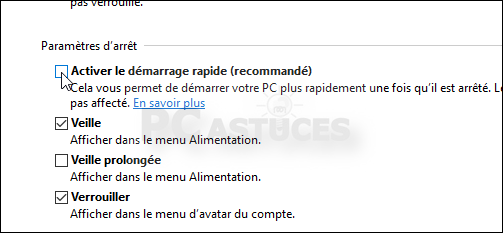 pas verrouillé.
Paramètres d'arrêt
Activer le démarrage rapide (recommandé)
Cela vous permet de démarrer votre PC plus rapidement une fois qu'il est arrêté. Le
pas affecté. En savoir plus
PC ASTUCES
Veille
Afficher dans le menu Alimentation.
Veille prolongée
Afficher dans le menu Alimentation.
Verrouiller
Afficher dans le menu d'avatar du compte.